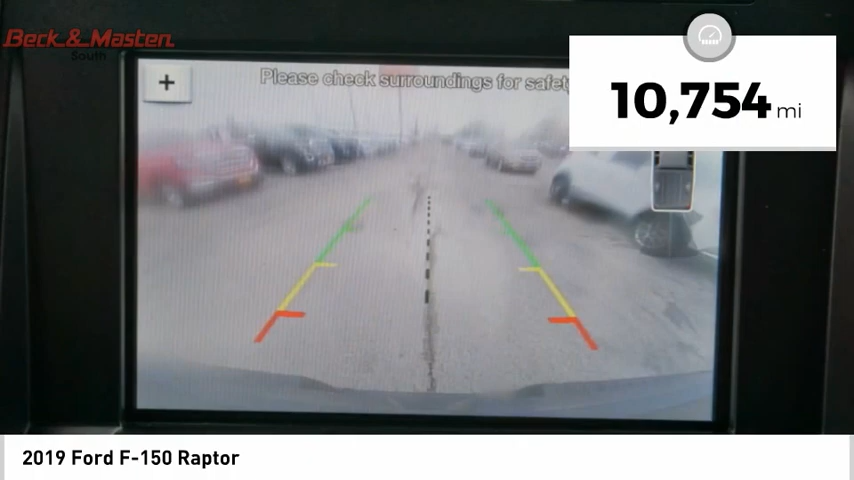 Beck & Masten
South
+
Please check surroundings for safety
10,754 mi
2019 Ford F-150 Raptor